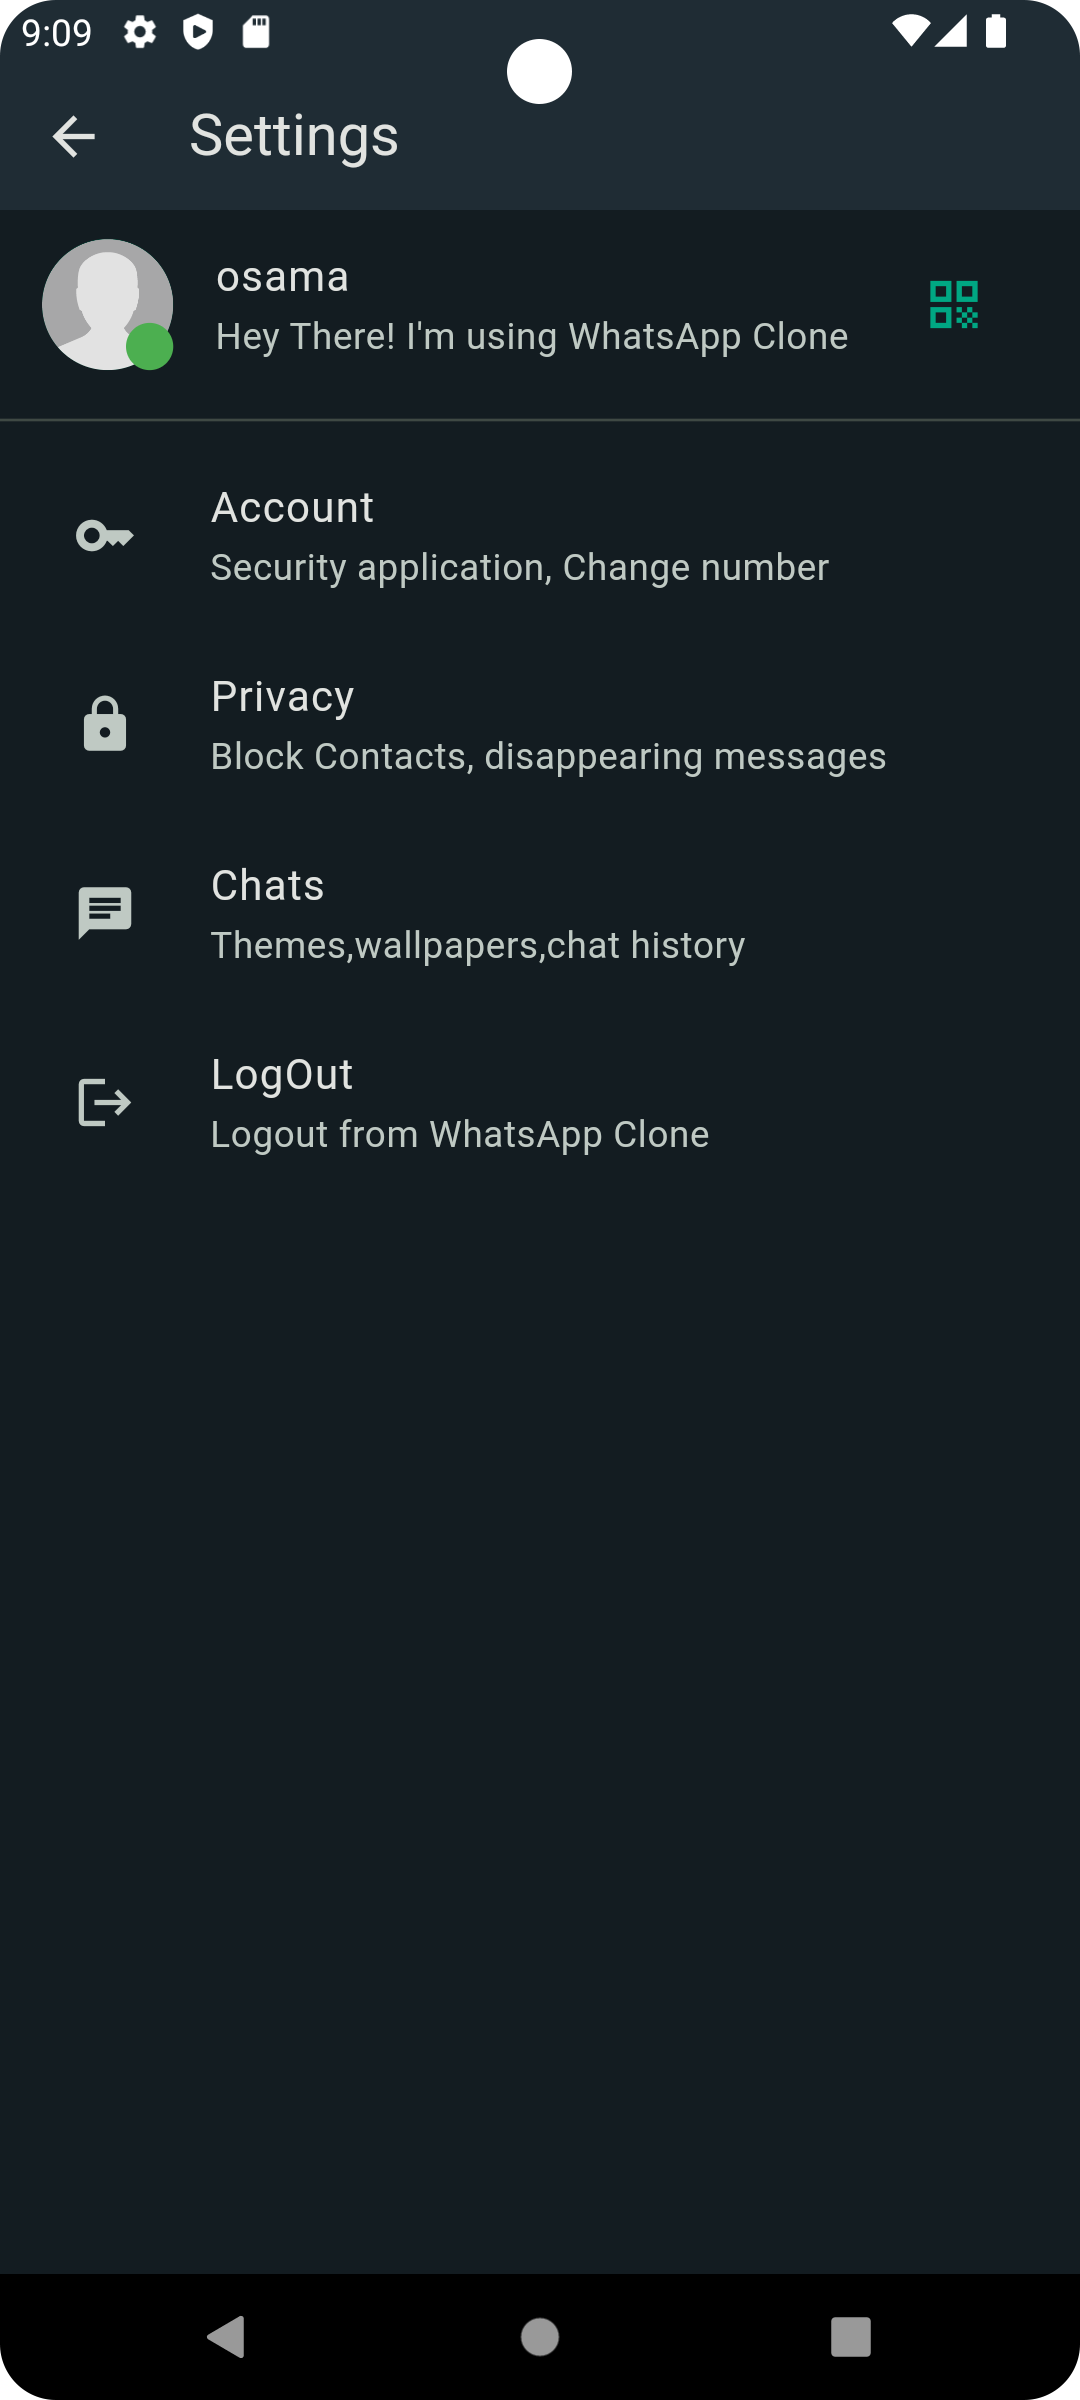 9:09
Settings
osama
Hey There! I'm using WhatsApp Clone
Account
Security application, Change number
Privacy
Block Contacts, disappearing messages
Chats
Themes,wallpapers,chat history
LogOut
Logout from WhatsApp Clone